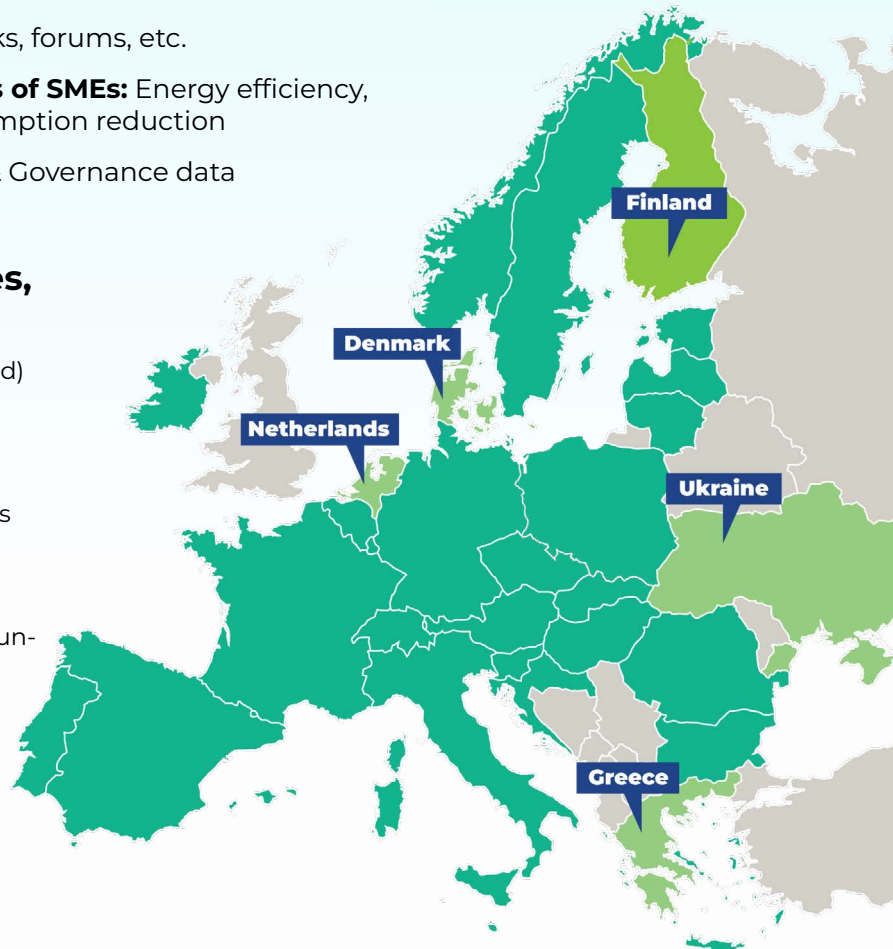 ks, forums, etc.
s of SMEs: Energy efficiency,
mption reduction
Governance data
es,
d)
s
un-
Finland
Denmark
Netherlands
Ukraine
Greece